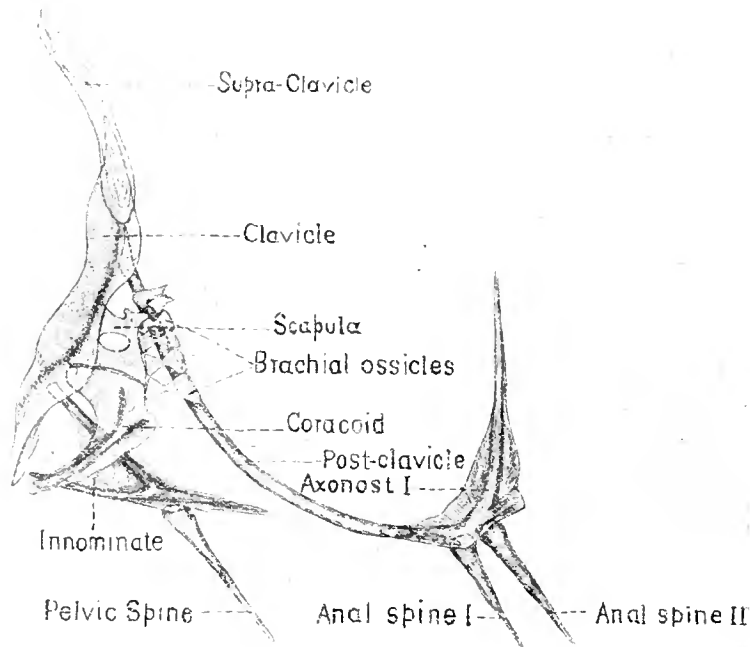 Supra-Clavicle
Clavicle
Scapula
Brachial ossicles
Coracoid
Post-clavicle
Axonost I
Innominate
Pelvic Spine
Anal spine I
Anal spine II